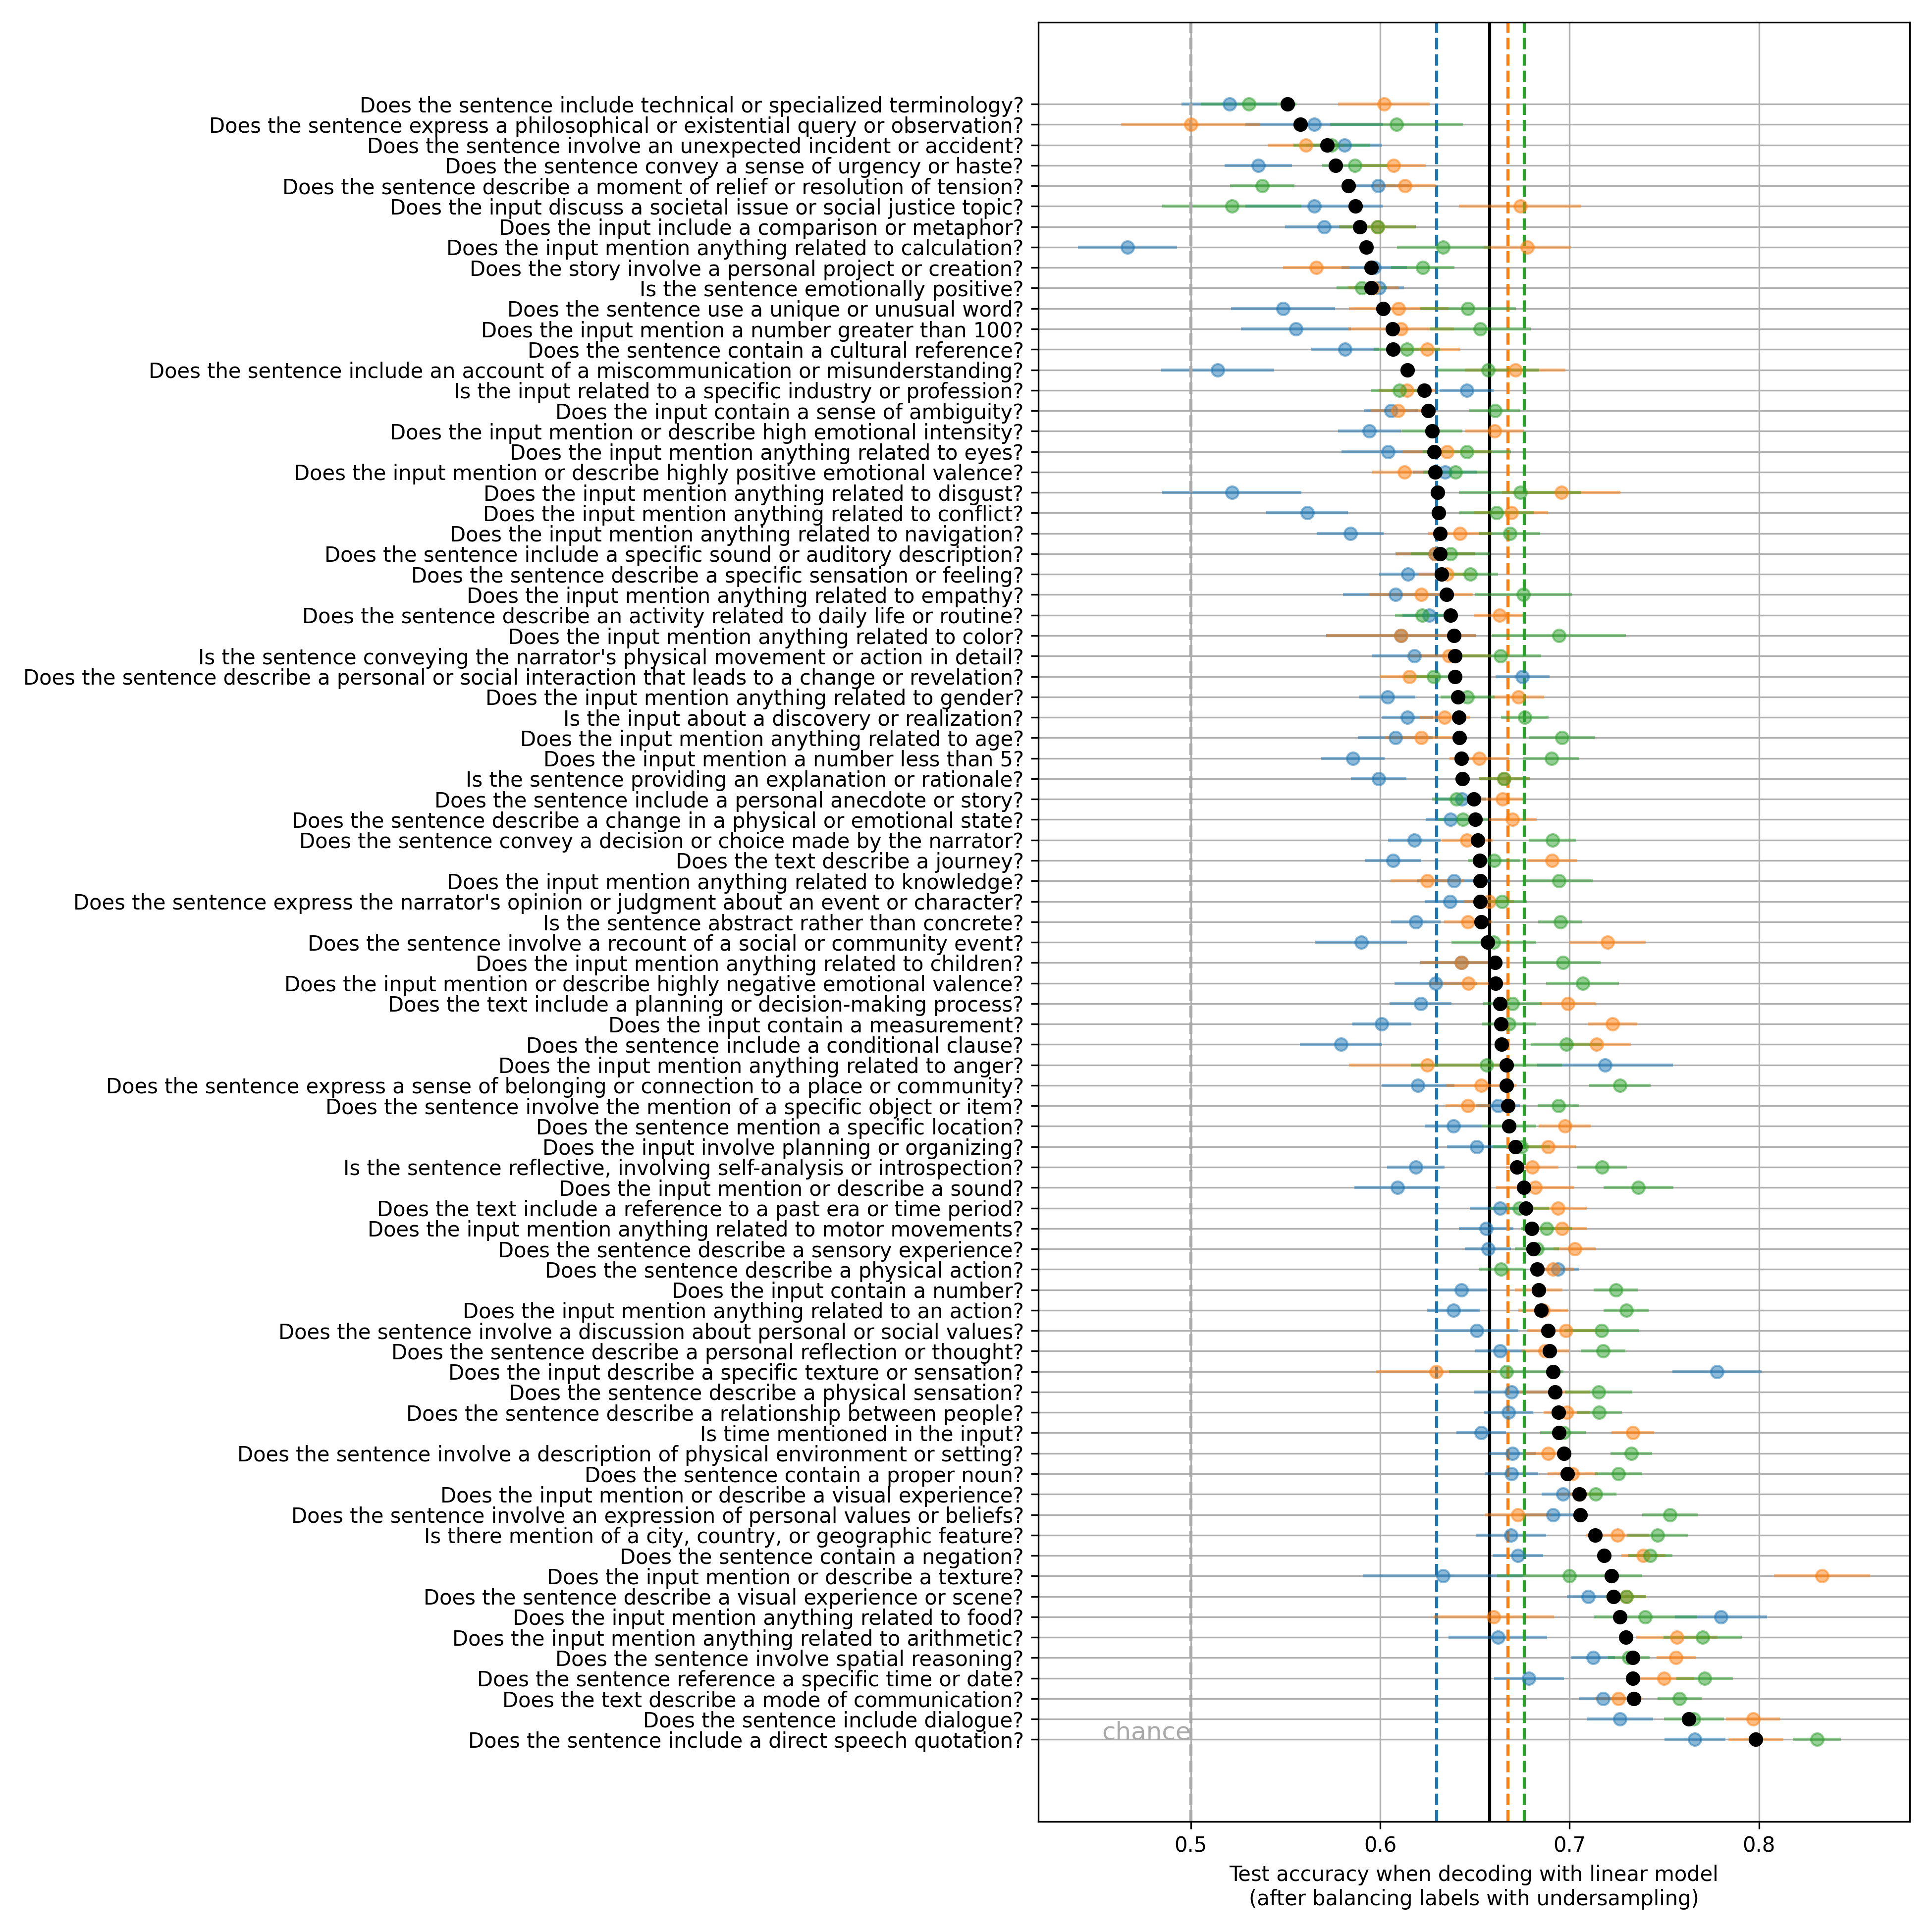 Does the sentence include technical or specialized terminology?
Does the sentence express a philosophical or existential query or observation?
Does the sentence involve an unexpected incident or accident?
Does the sentence convey a sense of urgency or haste?
Does the sentence describe a moment of relief or resolution of tension?
Does the input discuss a societal issue or social justice topic?
Does the input include a comparison or metaphor?
Does the input mention anything related to calculation?
Does the story involve a personal project or creation?
Is the sentence emotionally positive?
Does the sentence use a unique or unusual word?
Does the input mention a number greater than 100?
Does the sentence contain a cultural reference?
Does the sentence include an account of a miscommunication or misunderstanding?
Is the input related to a specific industry or profession?
Does the input contain a sense of ambiguity?
Does the input mention or describe high emotional intensity?
Does the input mention anything related to eyes?
Does the input mention or describe highly positive emotional valence?
Does the input mention anything related to disgust?
Does the input mention anything related to conflict?
Does the input mention anything related to navigation?
Does the sentence include a specific sound or auditory description?
Does the sentence describe a specific sensation or feeling?
Does the input mention anything related to empathy?
Does the sentence describe an activity related to daily life or routine?
Does the input mention anything related to color?
Is the sentence conveying the narrator's physical movement or action in detail?
Does the sentence describe a personal or social interaction that leads to a change or revelation?
Does the input mention anything related to gender?
Is the input about a discovery or realization?
Does the input mention anything related to age?
Does the input mention a number less than 5?
Is the sentence providing an explanation or rationale?
Does the sentence include a personal anecdote or story?
Does the sentence describe a change in a physical or emotional state?
Does the sentence convey a decision or choice made by the narrator?
Does the text describe a journey?
Does the input mention anything related to knowledge?
Does the sentence express the narrator's opinion or judgment about an event or character?
Is the sentence abstract rather than concrete?
Does the sentence involve a recount of a social or community event?
Does the input mention anything related to children?
Does the input mention or describe highly negative emotional valence?
Does the text include a planning or decision-making process?
Does the input contain a measurement?
Does the sentence include a conditional clause?
Does the input mention anything related to anger?
Does the sentence express a sense of belonging or connection to a place or community?
Does the sentence involve the mention of a specific object or item?
Does the sentence mention a specific location?
Does the input involve planning or organizing?
Is the sentence reflective, involving self-analysis or introspection?
Does the input mention or describe a sound?
Does the text include a reference to a past era or time period?
Does the input mention anything related to motor movements?
Does the sentence describe a sensory experience?
Does the sentence describe a physical action?
Does the input contain a number?
Does the input mention anything related to an action?
Does the sentence involve a discussion about personal or social values?
Does the sentence describe a personal reflection or thought?
Does the input describe a specific texture or sensation?
Does the sentence describe a physical sensation?
Does the sentence describe a relationship between people?
Is time mentioned in the input?
Does the sentence involve a description of physical environment or setting?
Does the sentence contain a proper noun?
Does the input mention or describe a visual experience?
Does the sentence involve an expression of personal values or beliefs?
Is there mention of a city, country, or geographic feature?
Does the sentence contain a negation?
Does the input mention or describe a texture?
Does the sentence describe a visual experience or scene?
Does the input mention anything related to food?
Does the input mention anything related to arithmetic?
Does the sentence involve spatial reasoning?
Does the sentence reference a specific time or date?
Does the text describe a mode of communication?
Does the sentence include dialogue?
Does the sentence include a direct speech quotation?
chance
0.5 0.6 0.7 0.8
Test accuracy when decoding with linear model
(after balancing labels with undersampling)